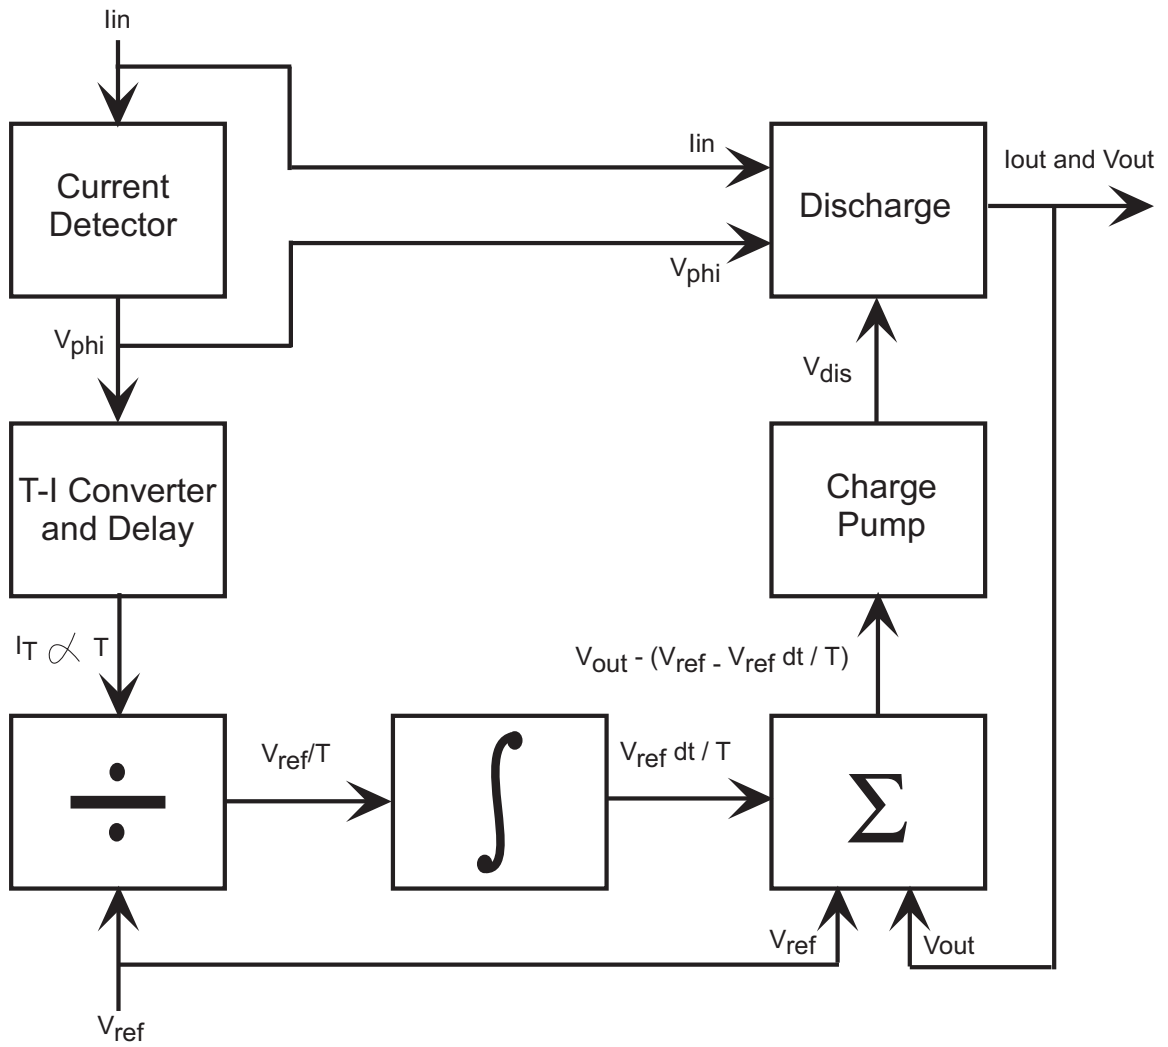 Iin
Current
Detector
Iin
Vphi
Discharge
Iout and Vout
Vphi
Vdis
T-I Converter
and Delay
Charge
Pump
IT ∝ T
Vout - (Vref - Vref dt / T)
÷
Vref/T
∫
Vref dt / T
Σ
Vref
Vout
Vref